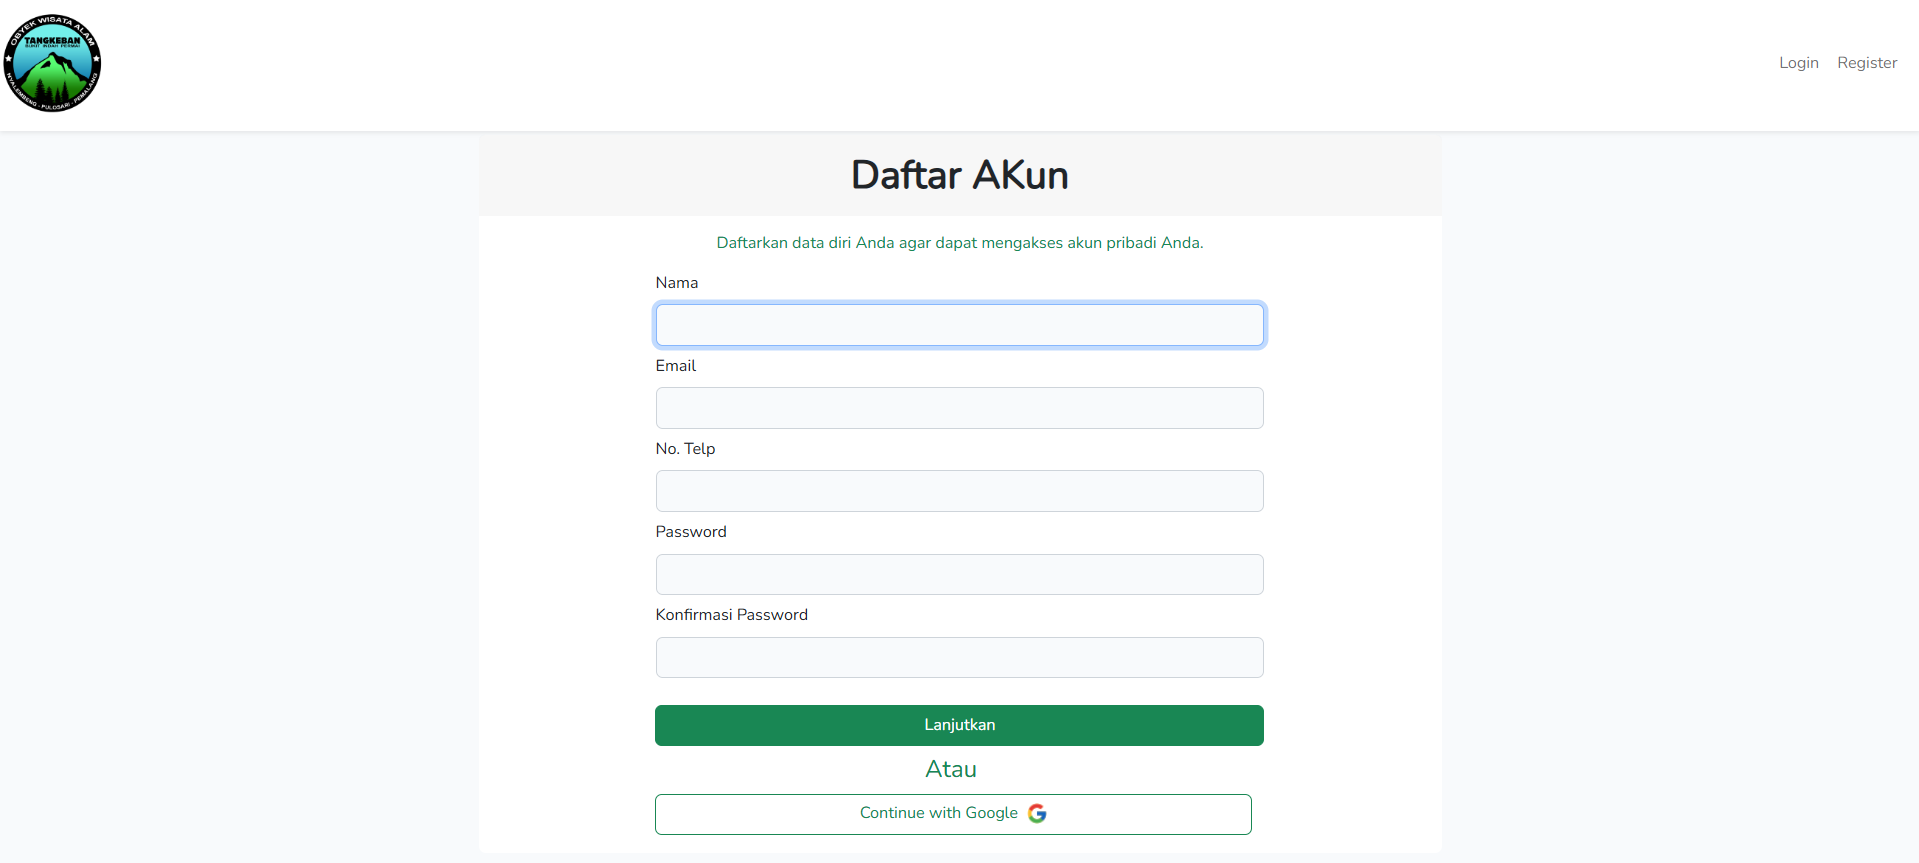 OBYEK WISATA ALAM
TANGKEBAN
BUKIT INDAH PERMAI
NYALEMBENG - PULOSARI - PEMALANG
Login Register
Daftar AKun
Daftarkan data diri Anda agar dapat mengakses akun pribadi Anda.
Nama
Email
No. Telp
Password
Konfirmasi Password
Lanjutkan
Atau
Continue with Google